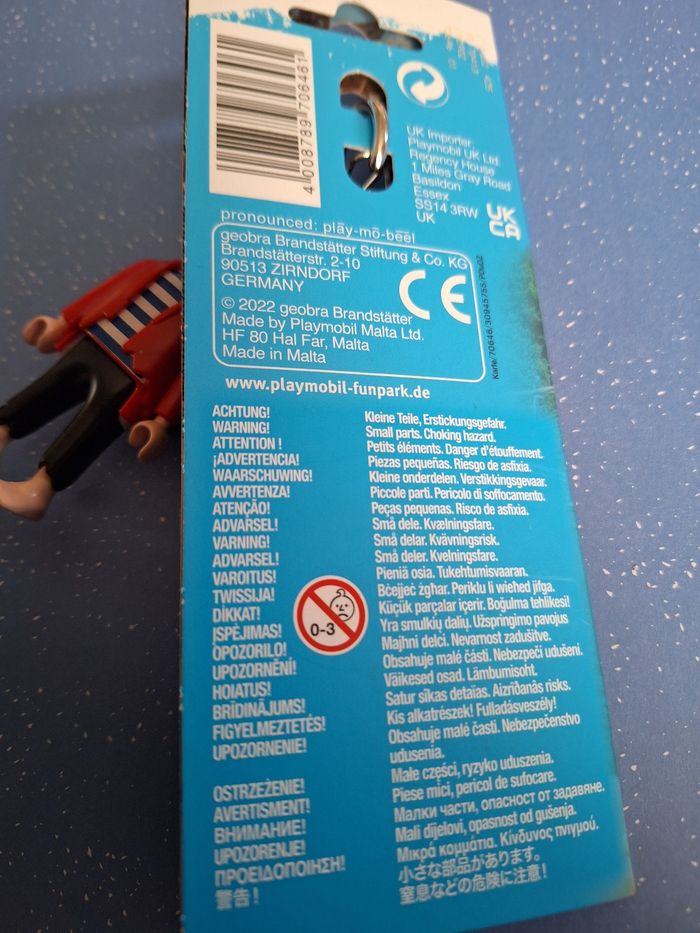 4 008789 706461
UK Importer:
Playmobil UK Ltd
Regency House
1 Miles Gray Road
Basildon
Essex
SS14 3RW
UK
UK
CA
pronounced: plāy-mō-bēēl
geobra Brandstätter Stiftung & Co. KG
Brandstätterstr. 2-10
90513 ZIRNDORF
GERMANY
CE
© 2022 geobra Brandstätter
Made by Playmobil Malta Ltd.
HF 80 Hal Far, Malta
Made in Malta
www.playmobil-funpark.de
ACHTUNG!
WARNING!
ATTENTION !
¡ADVERTENCIA!
WAARSCHUWING!
AVVERTENZA!
ATENÇÃO!
ADVARSEL!
VARNING!
ADVARSEL!
VAROITUS!
TWISSIJA!
DİKKAT!
ĮSPĖJIMAS!
OPOZORILO!
UPOZORNĚNÍ!
HOIATUS!
BRĪDINĀJUMS!
FIGYELMEZTETÉS!
UPOZORNENIE!
OSTRZEŻENIE!
AVERTISMENT!
ВНИМАНИЕ!
UPOZORENJE!
ΠΡΟΕΙΔΟΠΟΙΗΣΗ!
警告！
0-3
Kleine Teile, Erstickungsgefahr.
Small parts. Choking hazard.
Petits éléments. Danger d'étouffement.
Piezas pequeñas. Riesgo de asfixia.
Kleine onderdelen. Verstikkingsgevaar.
Piccole parti. Pericolo di soffocamento.
Peças pequenas. Risco de asfixia.
Små dele. Kvælningsfare.
Små delar. Kvävningsrisk.
Små deler. Kvelningsfare.
Pieniä osia. Tukehtumisvaaran.
Bċejjeċ żgħar. Periklu li wieħed jifga.
Küçük parçalar içerir. Boğulma tehlikesi!
Yra smulkių dalių. Užspringimo pavojus
Majhni delci. Nevarnost zadušitve.
Obsahuje malé části. Nebezpečí udušení.
Väikesed osad. Lämbumisoht.
Satur sīkas detaļas. Aizrīšanās risks.
Kis alkatrészek! Fulladásveszély!
Obsahuje malé časti. Nebezpečenstvo
udusenia.
Małe części, ryzyko uduszenia.
Piese mici, pericol de sufocare.
Малки части, опасност от задавяне.
Mali dijelovi, opasnost od gušenja.
Μικρά κομμάτια. Κίνδυνος πνιγμού.
小さな部品があります。
窒息などの危険に注意！